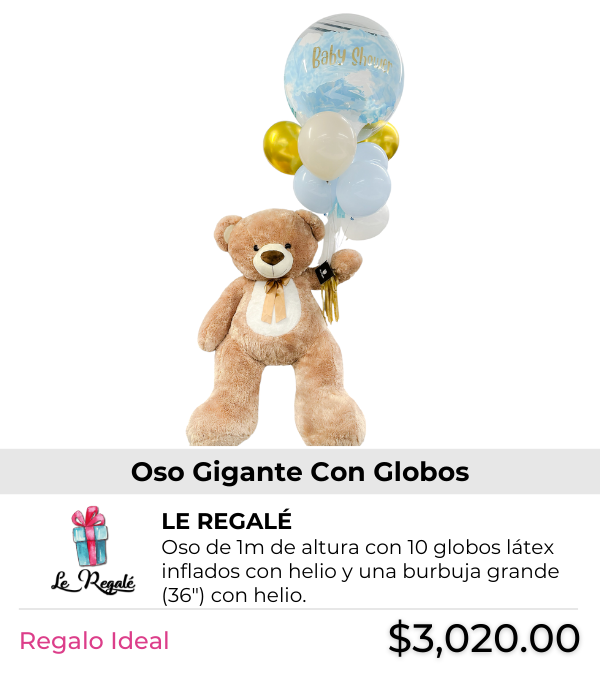 Baby Shower
Oso Gigante Con Globos
LE REGALÉ
Oso de 1m de altura con 10 globos látex
inflados con helio y una burbuja grande
(36") con helio.
Le Regalé
Regalo Ideal
$3,020.00